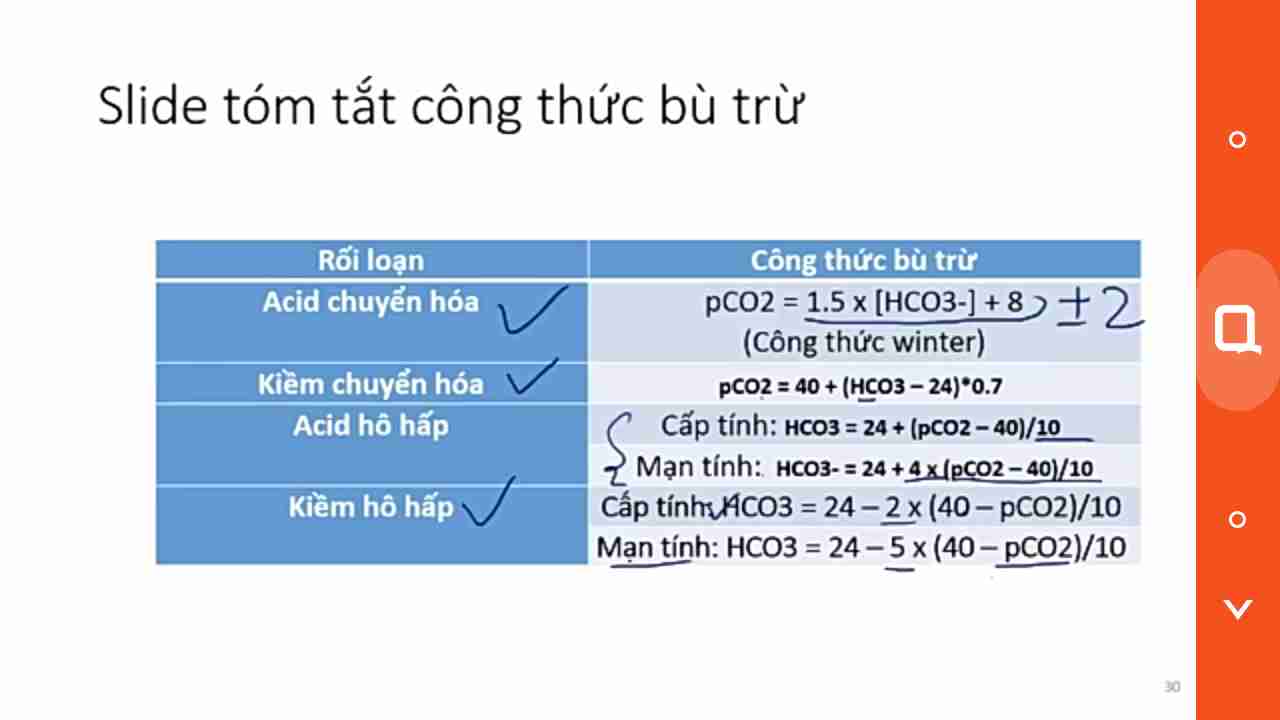 Slide tóm tắt công thức bù trừ
Rối loạn Công thức bù trừ
Acid chuyển hóa pCO2 = 1.5 x [HCO3-] + 8 ± 2
(Công thức winter)
Kiềm chuyển hóa pCO2 = 40 + (HCO3 – 24)*0.7
Acid hô hấp Cấp tính: HCO3 = 24 + (pCO2 – 40)/10
Mạn tính: HCO3- = 24 + 4 x (pCO2 – 40)/10
Kiềm hô hấp Cấp tính: HCO3 = 24 – 2 x (40 – pCO2)/10
Mạn tính: HCO3 = 24 – 5 x (40 – pCO2)/10
30